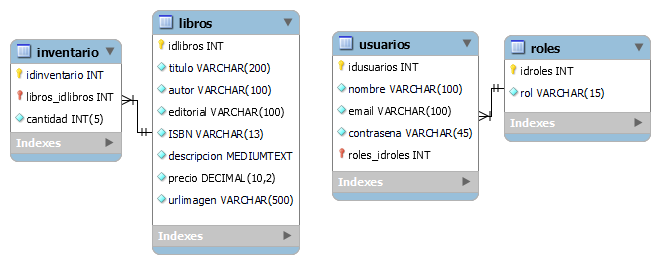 inventario
idinventario INT
libros_idlibros INT
cantidad INT(5)
Indexes
libros
idlibros INT
titulo VARCHAR(200)
autor VARCHAR(100)
editorial VARCHAR(100)
ISBN VARCHAR(13)
descripcion MEDIUMTEXT
precio DECIMAL(10,2)
urlimagen VARCHAR(500)
Indexes
usuarios
idusuarios INT
nombre VARCHAR(100)
email VARCHAR(100)
contrasena VARCHAR(45)
roles_idroles INT
Indexes
roles
idroles INT
rol VARCHAR(15)
Indexes